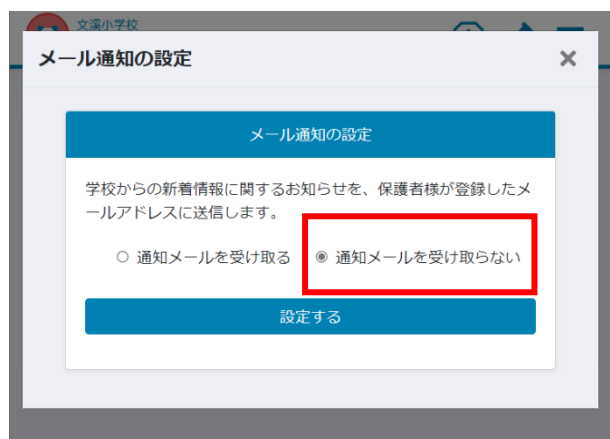 文溪小学校
メール通知の設定
メール通知の設定
学校からの新着情報に関するお知らせを、保護者様が登録したメ
ールアドレスに送信します。
通知メールを受け取る 通知メールを受け取らない
設定する